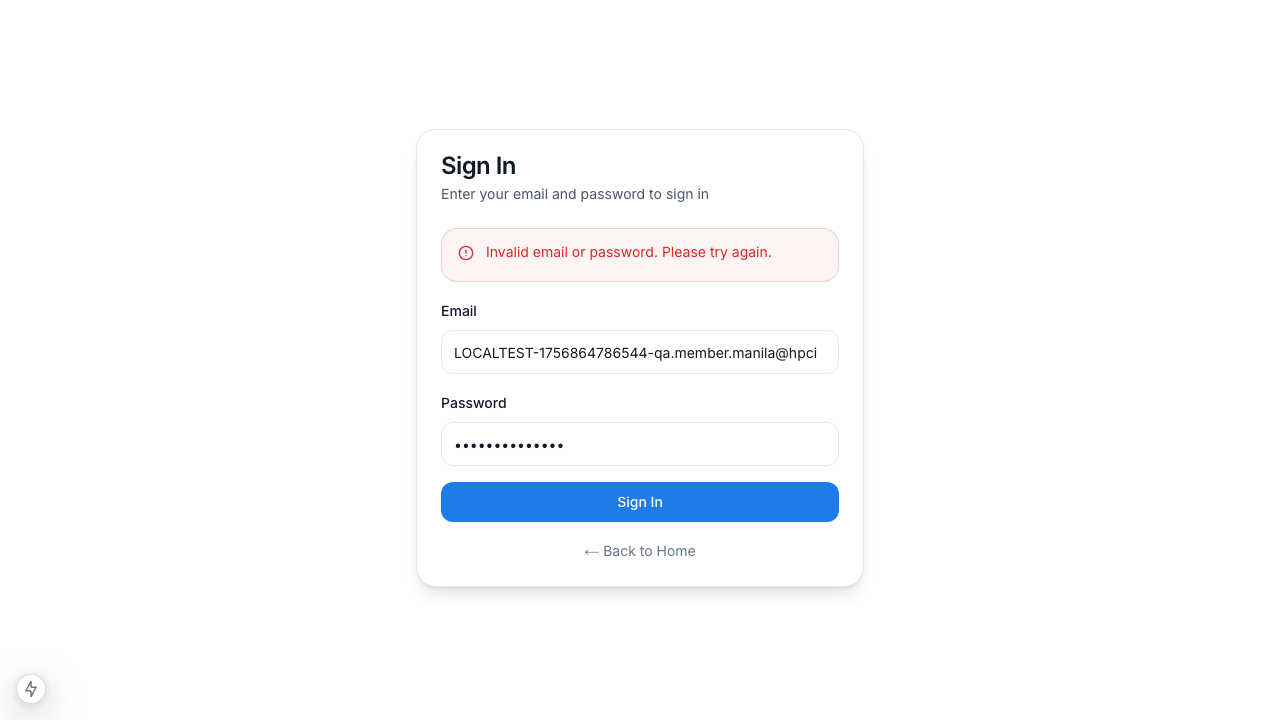 Sign In
Enter your email and password to sign in
Invalid email or password. Please try again.
Email
LOCALTEST-1756864786544-qa.member.manila@hpci
Password
••••••••••••••
Sign In
← Back to Home